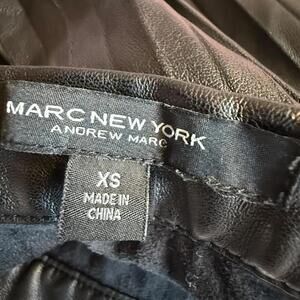 MARC NEW YORK
ANDREW MARC
XS
MADE IN
CHINA